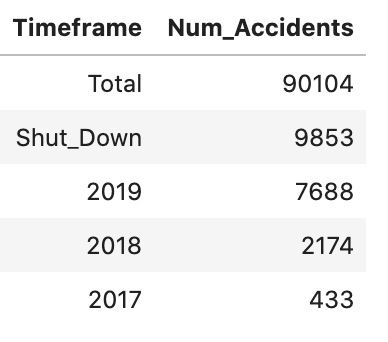 Timeframe Num_Accidents
Total 90104
Shut_Down 9853
2019 7688
2018 2174
2017 433